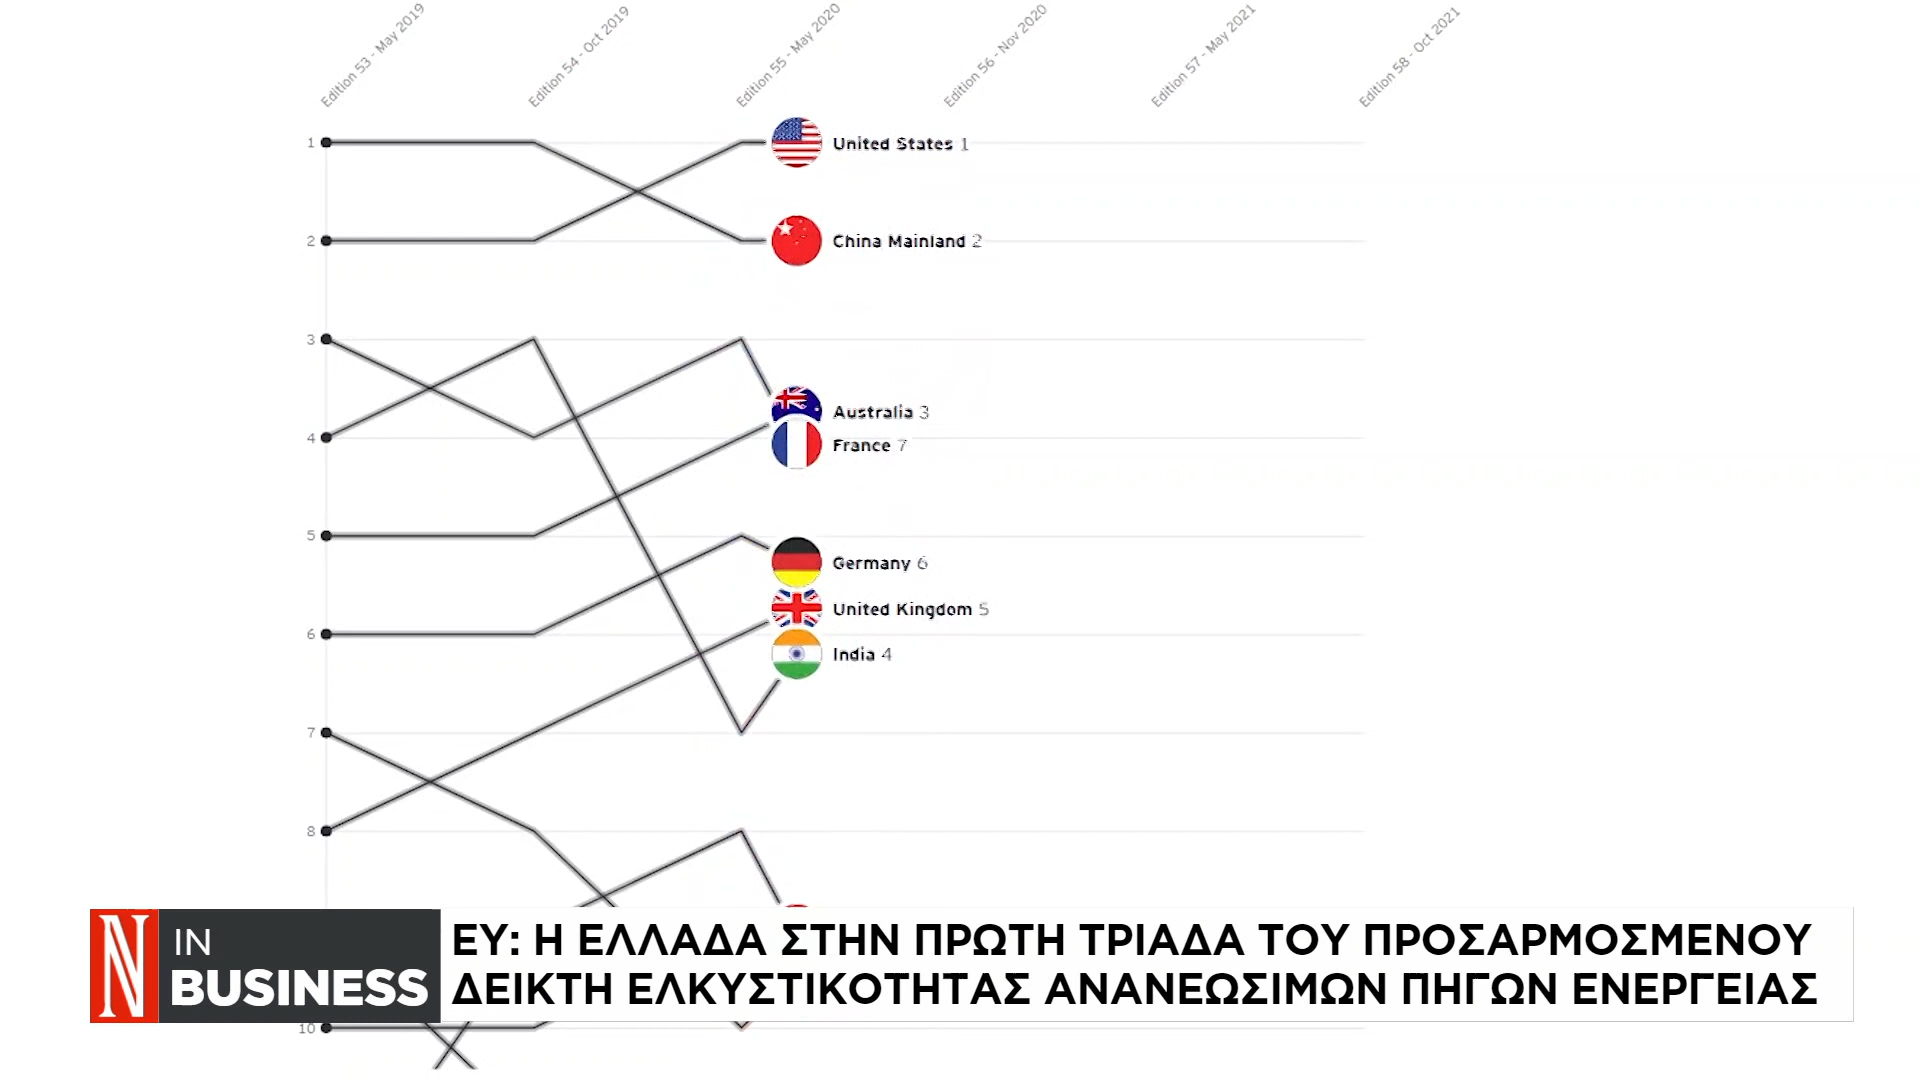 Edition 53 - May 2019
Edition 54 - Oct 2019
Edition 55 - May 2020
Edition 56 - Nov 2020
Edition 57 - May 2021
Edition 58 - Oct 2021
1
United States 1
2
China Mainland 2
3
Australia 3
4
France 7
5
Germany 6
United Kingdom 5
6
India 4
7
8
N IN
BUSINESS
ΕΥ: Η ΕΛΛΑΔΑ ΣΤΗΝ ΠΡΩΤΗ ΤΡΙΑΔΑ ΤΟΥ ΠΡΟΣΑΡΜΟΣΜΕΝΟΥ
ΔΕΙΚΤΗ ΕΛΚΥΣΤΙΚΟΤΗΤΑΣ ΑΝΑΝΕΩΣΙΜΩΝ ΠΗΓΩΝ ΕΝΕΡΓΕΙΑΣ
10